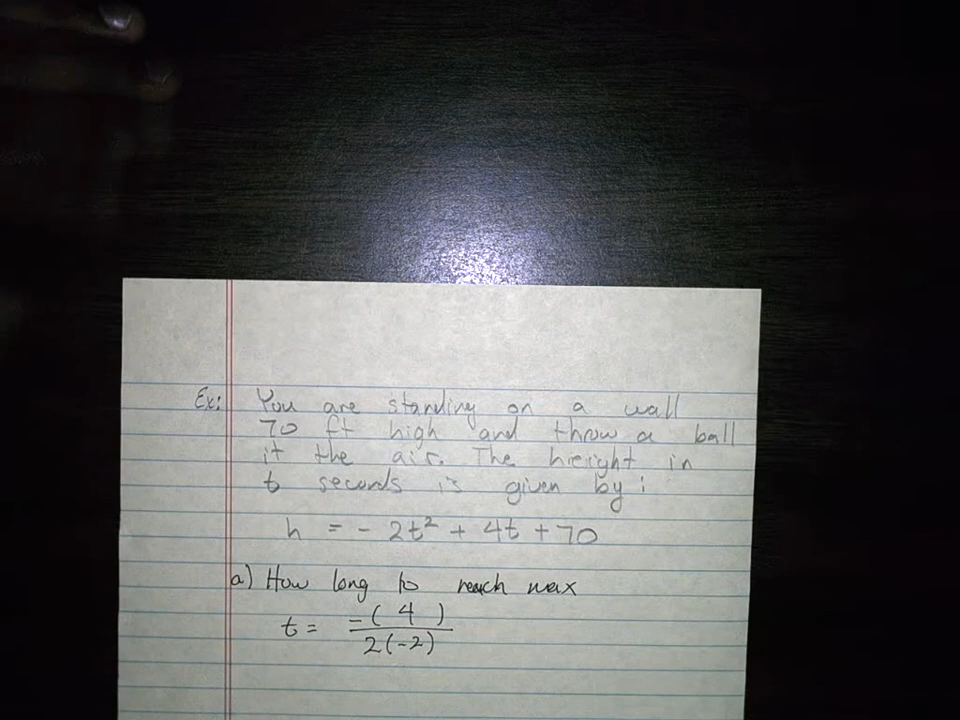 Ex: You are standing on a wall
70 ft high and throw a ball
it the air. The hieight in
t seconds is given by:
h = - 2t² + 4t + 70
a) How long to reach max
t = -( 4 )
2(-2)